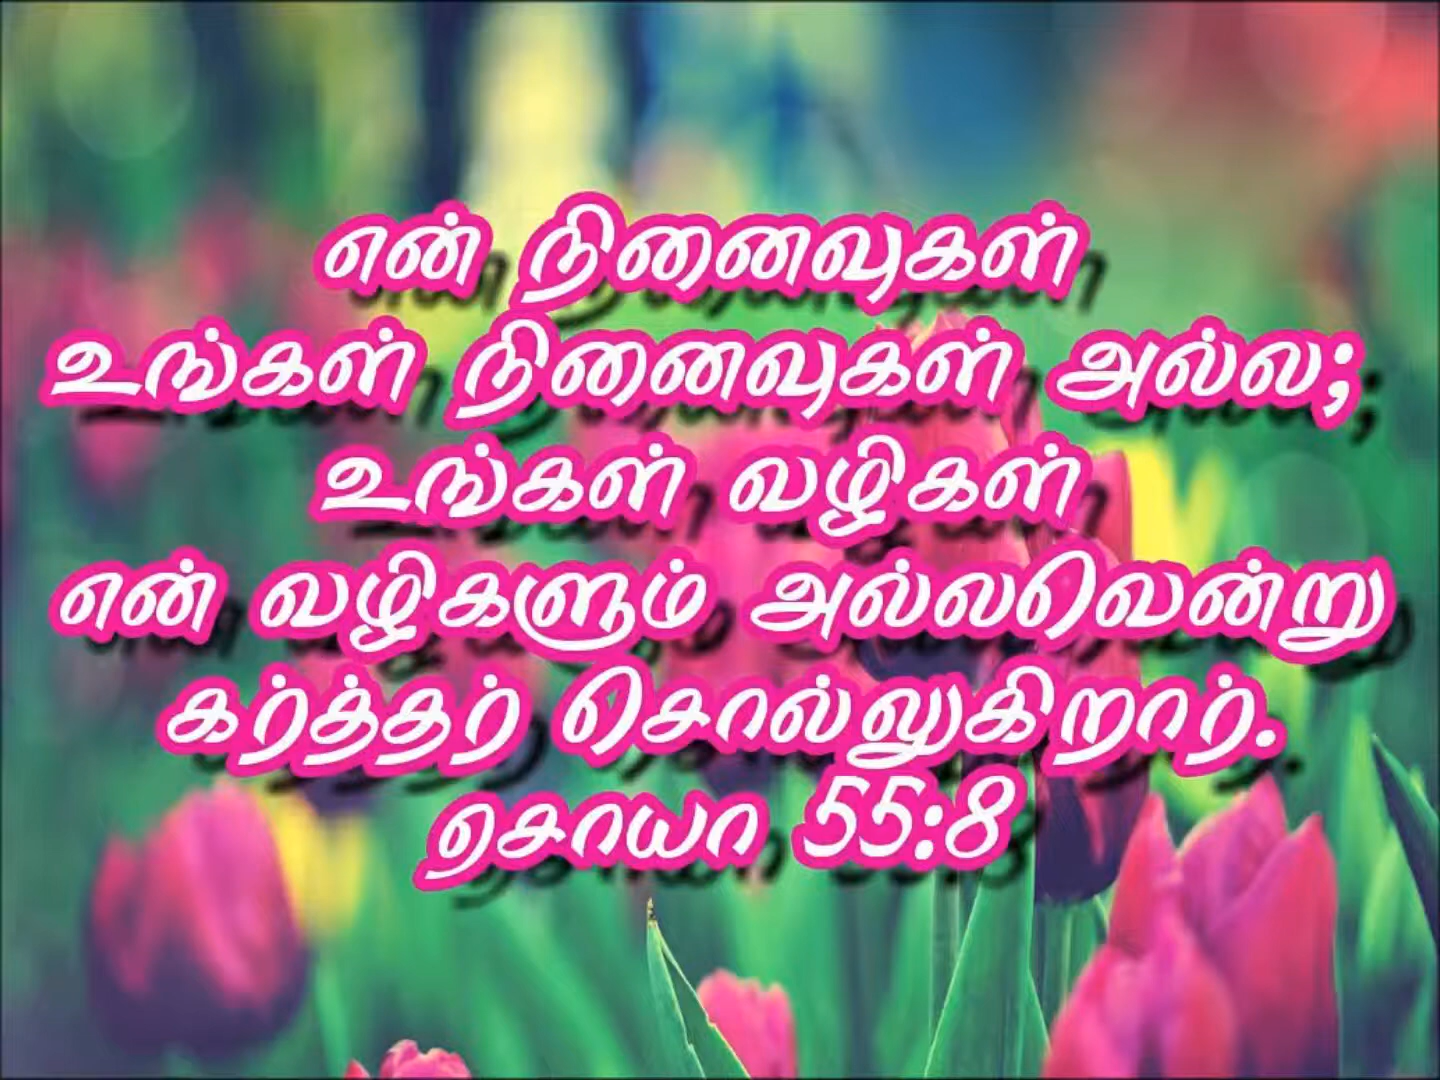 என் நினைவுகள்
உங்கள் நினைவுகள் அல்ல;
உங்கள் வழிகள்
என் வழிகளும் அல்லவென்று
கர்த்தர் சொல்லுகிறார்.
ஏசாயா 55:8